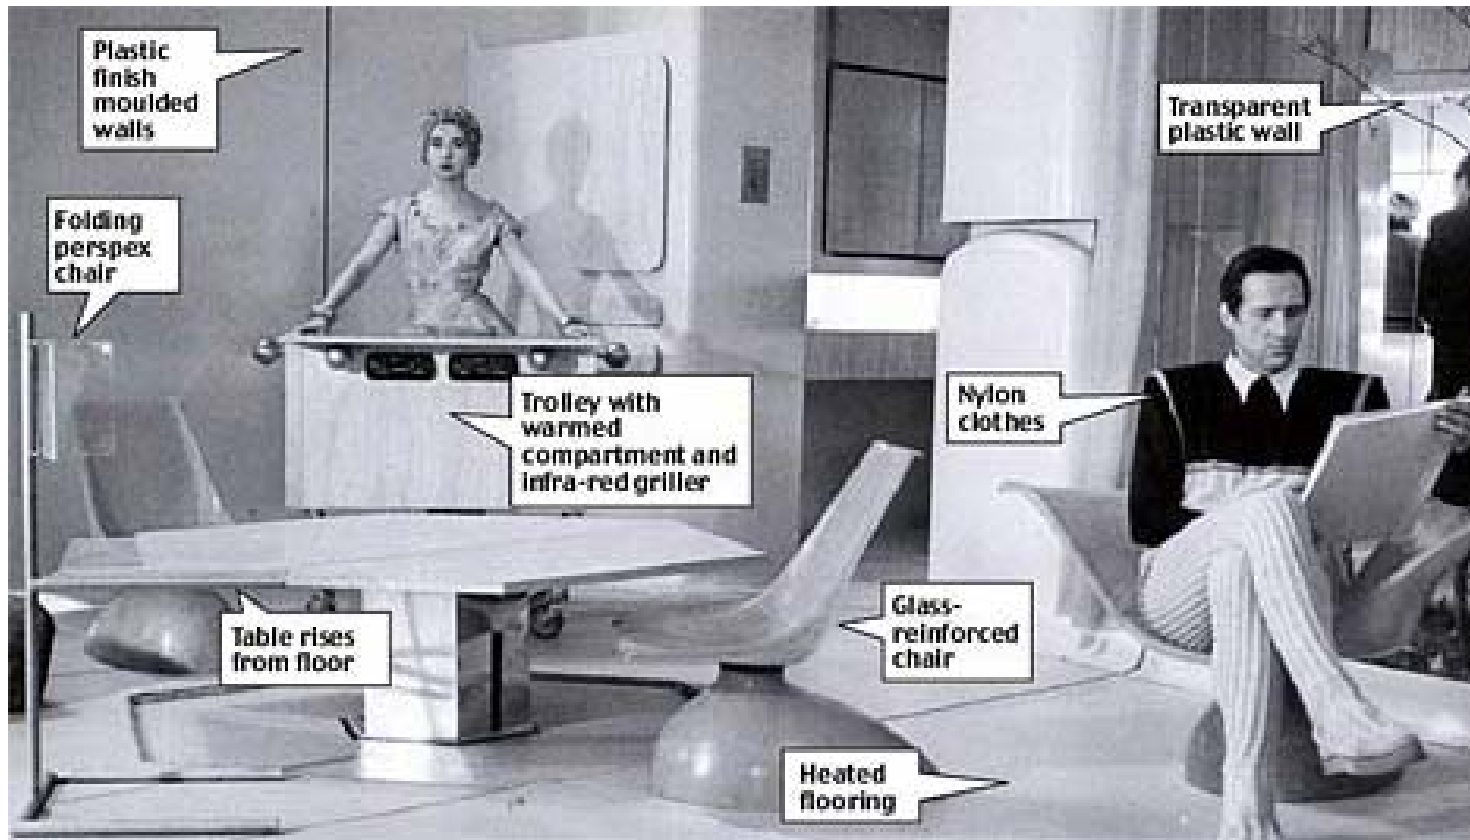 Plastic
finish
moulded
walls
Transparent
plastic wall
Folding
perspex
chair
Nylon
clothes
Trolley with
warmed
compartment and
infra-red griller
Glass-
reinforced
chair
Table rises
from floor
Heated
flooring